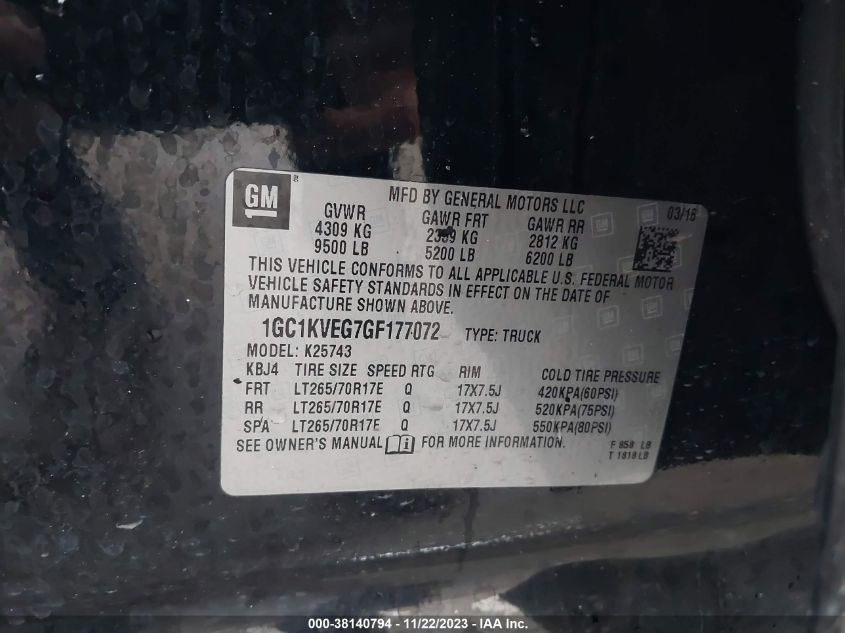 GM
MFD BY GENERAL MOTORS LLC
03/16
GVWR GAWR FRT GAWR RR
4309 KG 2359 KG 2812 KG
9500 LB 5200 LB 6200 LB
THIS VEHICLE CONFORMS TO ALL APPLICABLE U.S. FEDERAL MOTOR
VEHICLE SAFETY STANDARDS IN EFFECT ON THE DATE OF
MANUFACTURE SHOWN ABOVE.
1GC1KVEG7GF177072 TYPE: TRUCK
MODEL: K25743
KBJ4 TIRE SIZE SPEED RTG RIM COLD TIRE PRESSURE
FRT LT265/70R17E Q 17X7.5J 420KPA(60PSI)
RR LT265/70R17E Q 17X7.5J 520KPA(75PSI)
SPA LT265/70R17E Q 17X7.5J 550KPA(80PSI)
SEE OWNER'S MANUAL FOR MORE INFORMATION.
F 858 LB
T 1818 LB
000-38140794 - 11/22/2023 - IAA Inc.